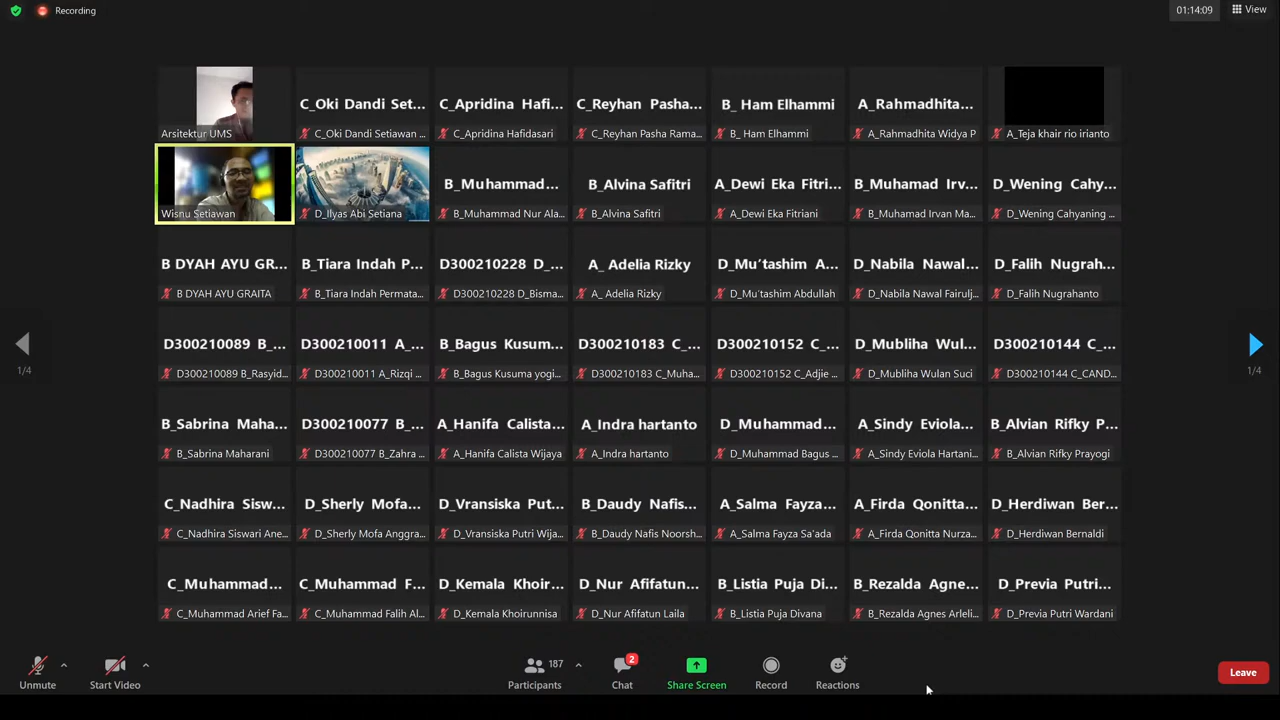 Recording
01:14:09
View
C_Oki Dandi Set...
C_Apridina Hafi...
C_Reyhan Pasha...
B_ Ham Elhammi
A_Rahmadhita...
Arsitektur UMS
C_Oki Dandi Setiawan ...
C_Apridina Hafidasari
C_Reyhan Pasha Rama...
B_ Ham Elhammi
A_Rahmadhita Widya P
A_Teja khair rio irianto
B_Muhammad...
B_Alvina Safitri
A_Dewi Eka Fitri...
B_Muhamad Irv...
D_Wening Cahy...
Wisnu Setiawan
D_Ilyas Abi Setiana
B_Muhammad Nur Ala...
B_Alvina Safitri
A_Dewi Eka Fitriani
B_Muhamad Irvan Ma...
D_Wening Cahyaning ...
B DYAH AYU GR...
B_Tiara Indah P...
D300210228 D_...
A_ Adelia Rizky
D_Mu'tashim A...
D_Nabila Nawal...
D_Falih Nugrah...
B DYAH AYU GRAITA
B_Tiara Indah Permata...
D300210228 D_Bisma...
A_ Adelia Rizky
D_Mu'tashim Abdullah
D_Nabila Nawal Fairulj...
D_Falih Nugrahanto
1/4
D300210089 B_...
D300210011 A_...
B_Bagus Kusum...
D300210183 C_...
D300210152 C_...
D_Mubliha Wul...
D300210144 C_...
1/4
D300210089 B_Rasyid...
D300210011 A_Rizqi ...
B_Bagus Kusuma yogi...
D300210183 C_Muha...
D300210152 C_Adjie ...
D_Mubliha Wulan Suci
D300210144 C_CAND...
B_Sabrina Maha...
D300210077 B_...
A_Hanifa Calista...
A_Indra hartanto
D_Muhammad...
A_Sindy Eviola...
B_Alvian Rifky P...
B_Sabrina Maharani
D300210077 B_Zahra ...
A_Hanifa Calista Wijaya
A_Indra hartanto
D_Muhammad Bagus ...
A_Sindy Eviola Hartani...
B_Alvian Rifky Prayogi
C_Nadhira Sisw...
D_Sherly Mofa...
D_Vransiska Put...
B_Daudy Nafis...
A_Salma Fayza...
A_Firda Qonitta...
D_Herdiwan Ber...
C_Nadhira Siswari Ane...
D_Sherly Mofa Anggra...
D_Vransiska Putri Wija...
B_Daudy Nafis Noorsh...
A_Salma Fayza Sa'ada
A_Firda Qonitta Nurza...
D_Herdiwan Bernaldi
C_Muhammad...
C_Muhammad F...
D_Kemala Khoir...
D_Nur Afifatun...
B_Listia Puja Di...
B_Rezalda Agne...
D_Previa Putri...
C_Muhammad Arief Fa...
C_Muhammad Falih Al...
D_Kemala Khoirunnisa
D_Nur Afifatun Laila
B_Listia Puja Divana
B_Rezalda Agnes Arleli...
D_Previa Putri Wardani
187
2
Unmute
Start Video
Participants
Chat
Share Screen
Record
Reactions
Leave